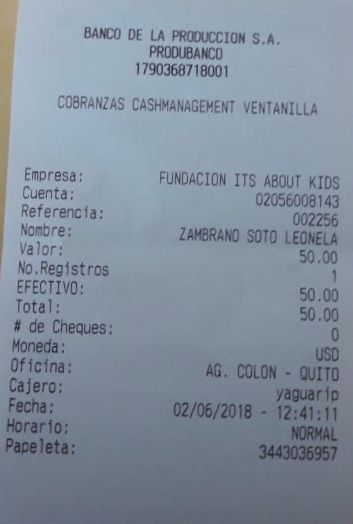 BANCO DE LA PRODUCCION S.A.
PRODUBANCO
1790368718001
COBRANZAS CASHMANAGEMENT VENTANILLA
Empresa: FUNDACION ITS ABOUT KIDS
Cuenta: 02056008143
Referencia: 002256
Nombre: ZAMBRANO SOTO LEONELA
Valor: 50.00
No.Registros 1
EFECTIVO: 50.00
Total: 50.00
# de Cheques: 0
Moneda: USD
Oficina: AG. COLON - QUITO
Cajero: yaguarip
Fecha: 02/06/2018 - 12:41:11
Horario: NORMAL
Papeleta: 3443036957